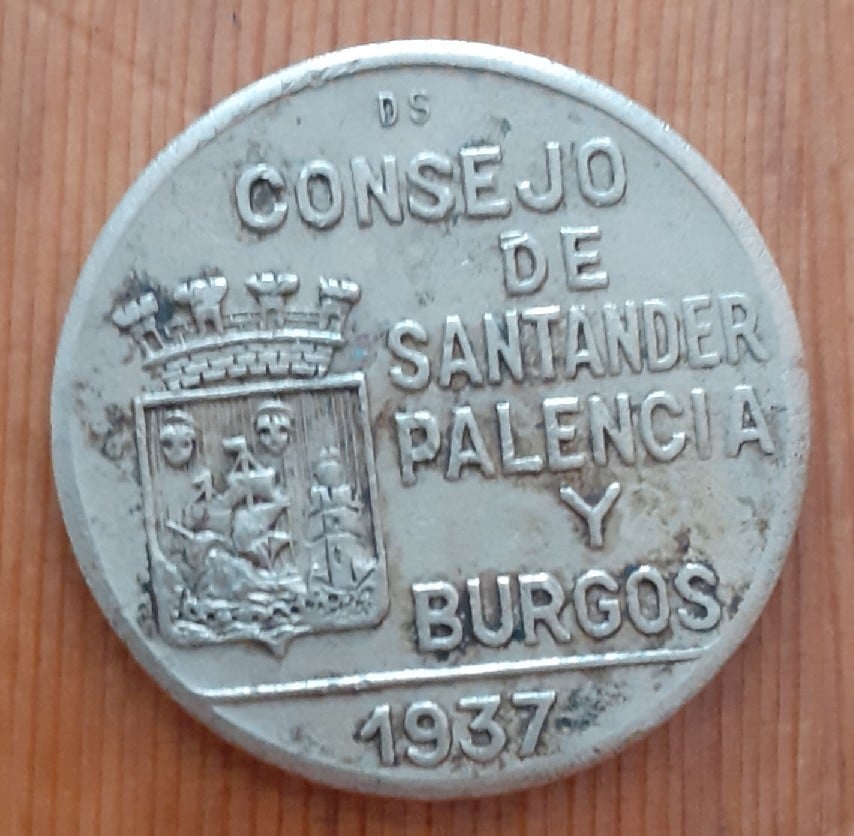 DS
CONSEJO
DE
SANTANDER
PALENCIA
Y
BURGOS
1937